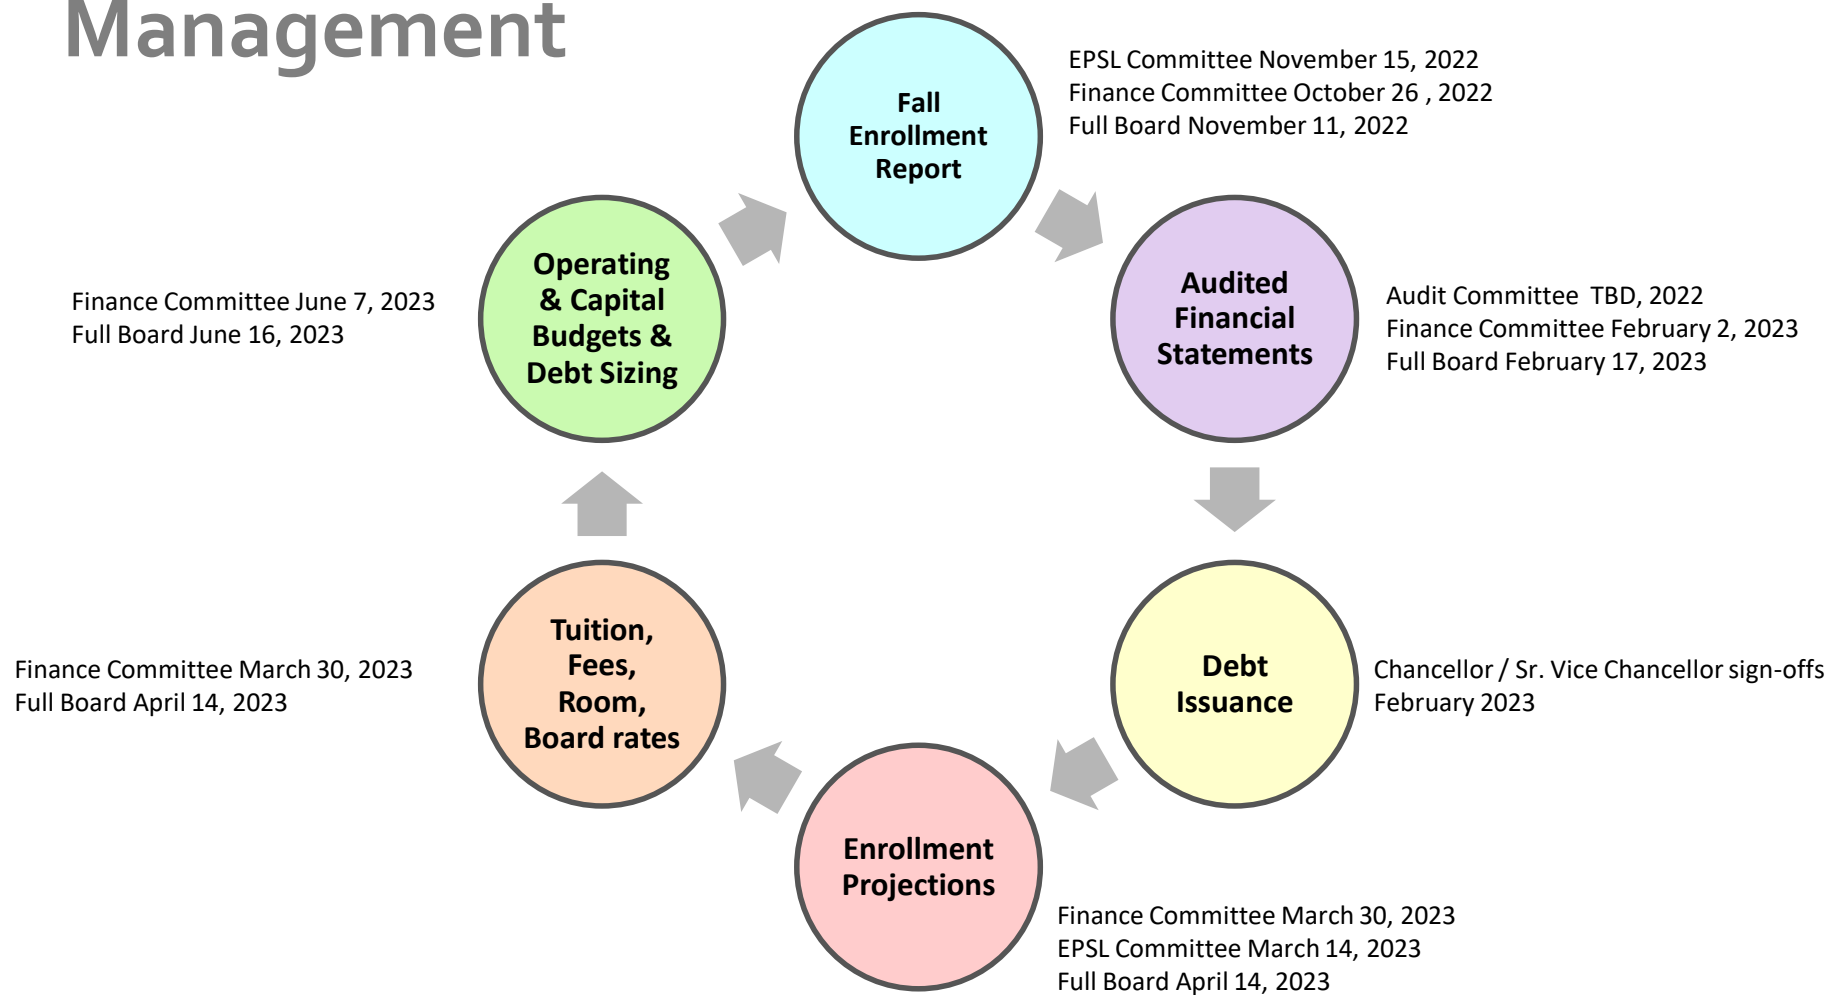 Management
Fall
Enrollment
Report
EPSL Committee November 15, 2022
Finance Committee October 26 , 2022
Full Board November 11, 2022
Audited
Financial
Statements
Audit Committee  TBD, 2022
Finance Committee February 2, 2023
Full Board February 17, 2023
Debt
Issuance
Chancellor / Sr. Vice Chancellor sign-offs
February 2023
Enrollment
Projections
Finance Committee March 30, 2023
EPSL Committee March 14, 2023
Full Board April 14, 2023
Tuition,
Fees,
Room,
Board rates
Finance Committee March 30, 2023
Full Board April 14, 2023
Operating
& Capital
Budgets &
Debt Sizing
Finance Committee June 7, 2023
Full Board June 16, 2023